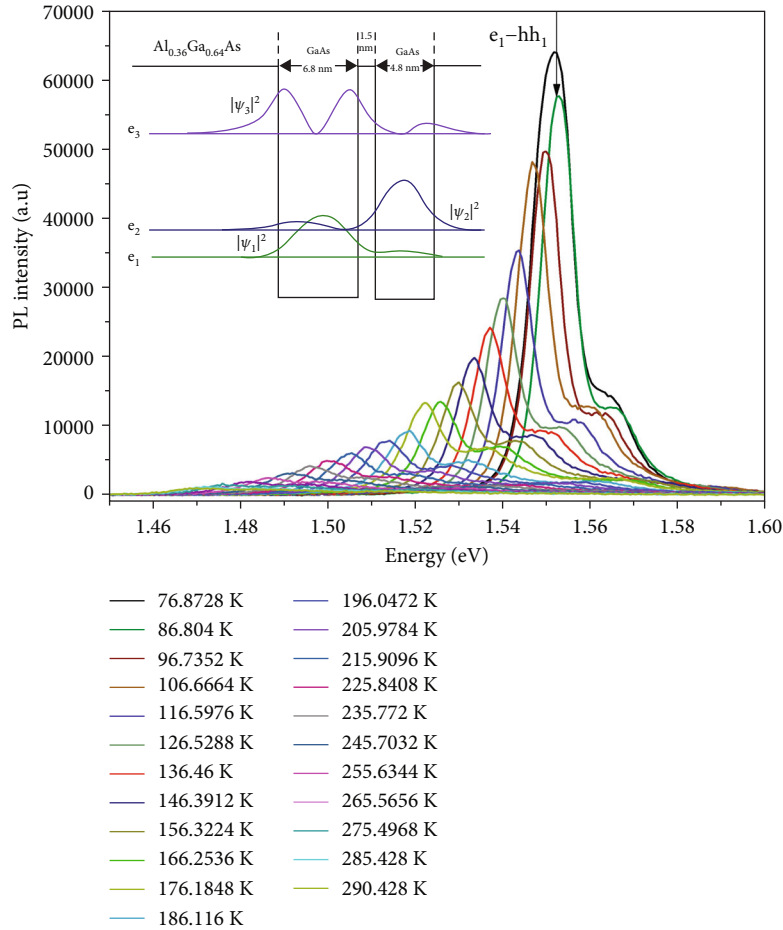 70000
60000
50000
40000
30000
20000
10000
0
PL intensity (a.u)
Al0.36Ga0.64As
GaAs
6.8 nm
1.5
nm
GaAs
4.8 nm
e1–hh1
|ψ3|2
e3
e2
|ψ2|2
|ψ1|2
e1
1.46
1.48
1.50
1.52
1.54
1.56
1.58
1.60
Energy (eV)
76.8728 K
86.804 K
96.7352 K
106.6664 K
116.5976 K
126.5288 K
136.46 K
146.3912 K
156.3224 K
166.2536 K
176.1848 K
186.116 K
196.0472 K
205.9784 K
215.9096 K
225.8408 K
235.772 K
245.7032 K
255.6344 K
265.5656 K
275.4968 K
285.428 K
290.428 K